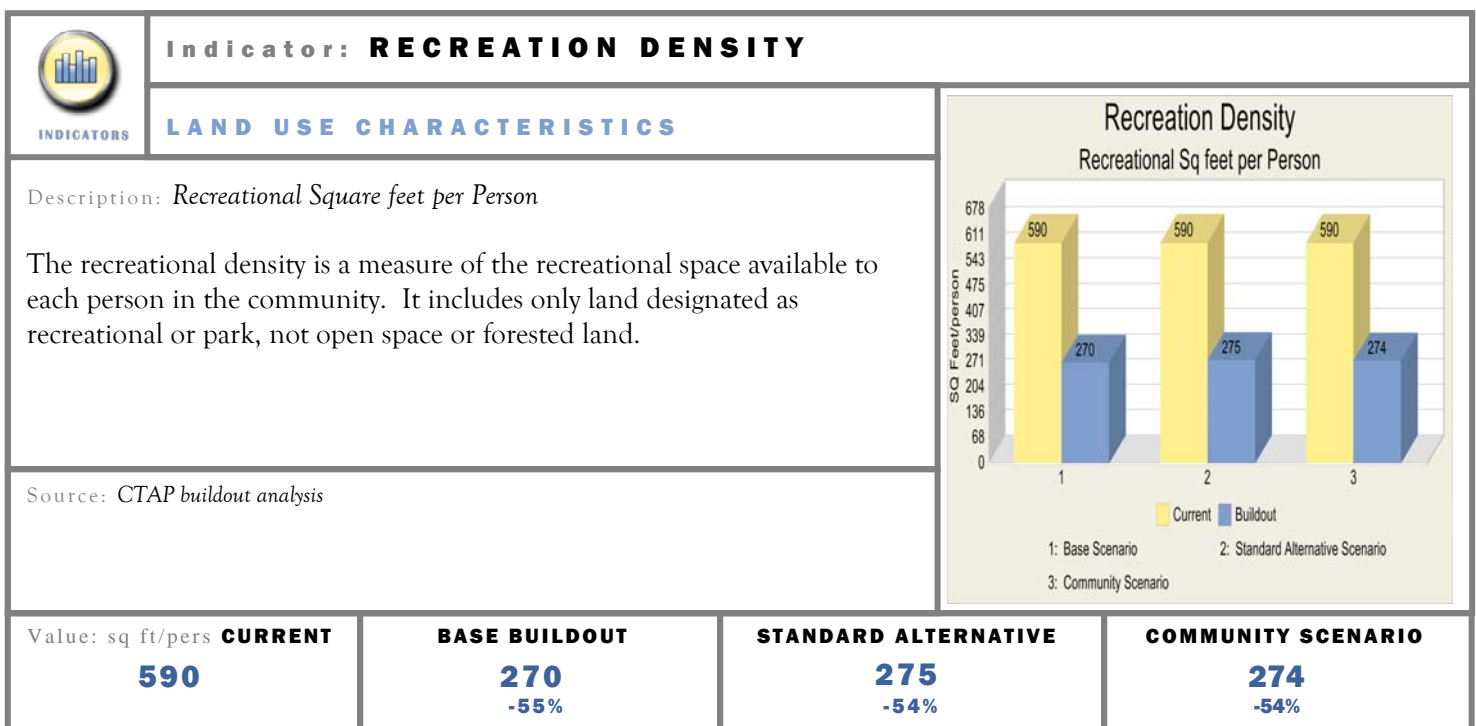 INDICATORS
Indicator: RECREATION DENSITY
LAND USE CHARACTERISTICS
Description: Recreational Square feet per Person
The recreational density is a measure of the recreational space available to
each person in the community. It includes only land designated as
recreational or park, not open space or forested land.
Source: CTAP buildout analysis
Recreation Density
Recreational Sq feet per Person
SQ Feet/person
678
611
543
475
407
339
271
204
136
68
0
590
270
590
275
590
274
1
2
3
Current
Buildout
1: Base Scenario
2: Standard Alternative Scenario
3: Community Scenario
Value: sq ft/pers CURRENT
590
BASE BUILDOUT
270
-55%
STANDARD ALTERNATIVE
275
-54%
COMMUNITY SCENARIO
274
-54%